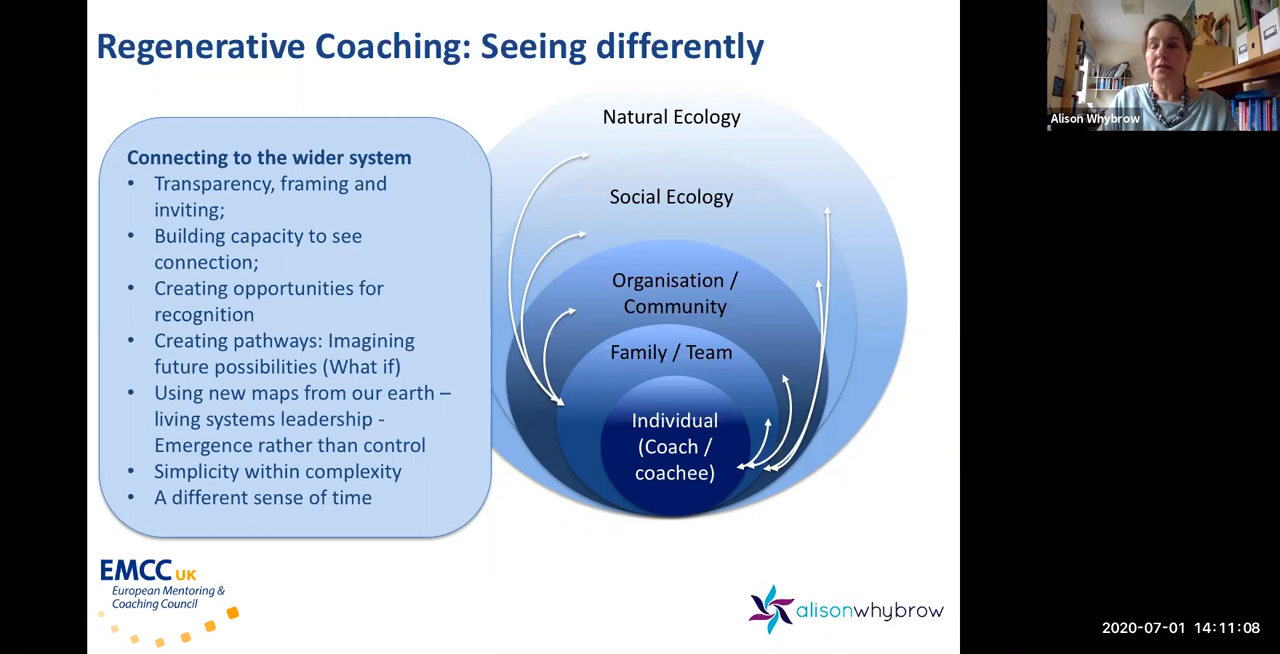 Regenerative Coaching: Seeing differently
Connecting to the wider system
• Transparency, framing and
inviting;
• Building capacity to see
connection;
• Creating opportunities for
recognition
• Creating pathways: Imagining
future possibilities (What if)
• Using new maps from our earth –
living systems leadership -
Emergence rather than control
• Simplicity within complexity
• A different sense of time
Natural Ecology
Social Ecology
Organisation /
Community
Family / Team
Individual
(Coach /
coachee)
EMCC UK
European Mentoring &
Coaching Council
alisonwhybrow
Alison Whybrow
2020-07-01 14:11:08